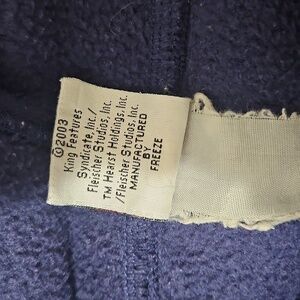 ©2003
King Features
Syndicate, Inc./
Fleischer Studios, Inc.
TM Hearst Holdings, Inc.
/Fleischer Studios, Inc.
MANUFACTURED
BY
FREEZE